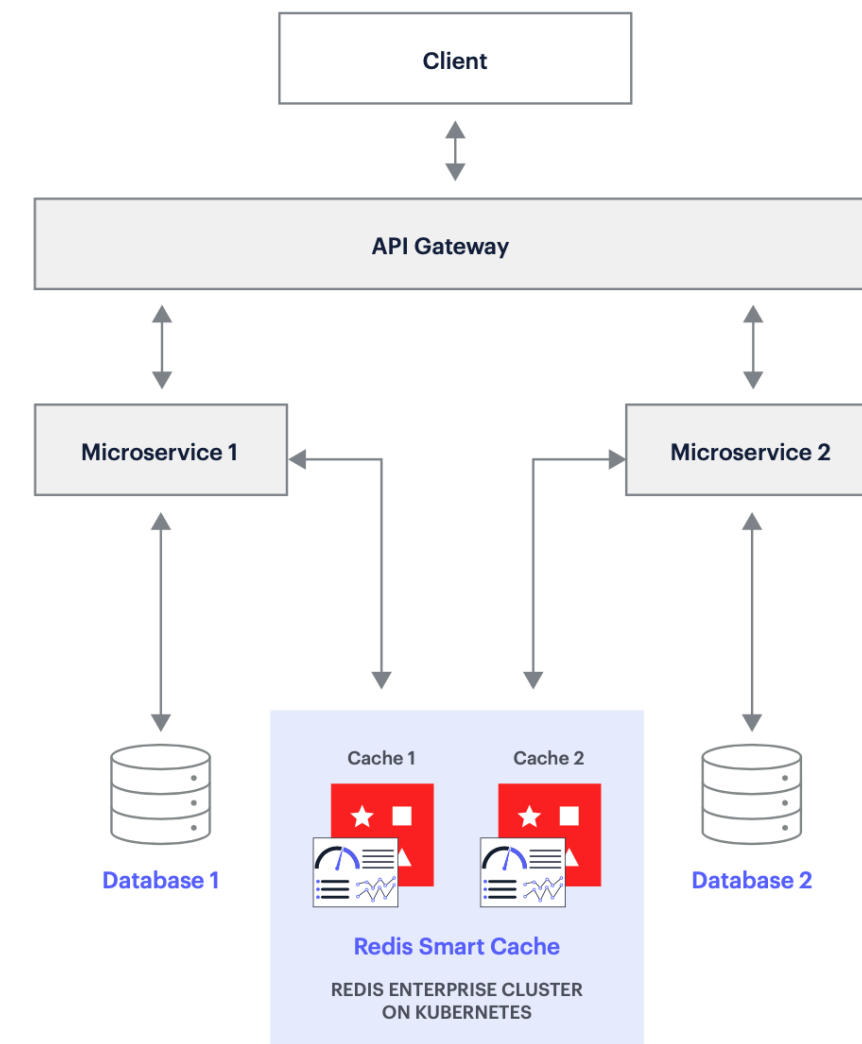 Client
API Gateway
Microservice 1
Microservice 2
Cache 1
Cache 2
Database 1
Database 2
Redis Smart Cache
REDIS ENTERPRISE CLUSTER
ON KUBERNETES